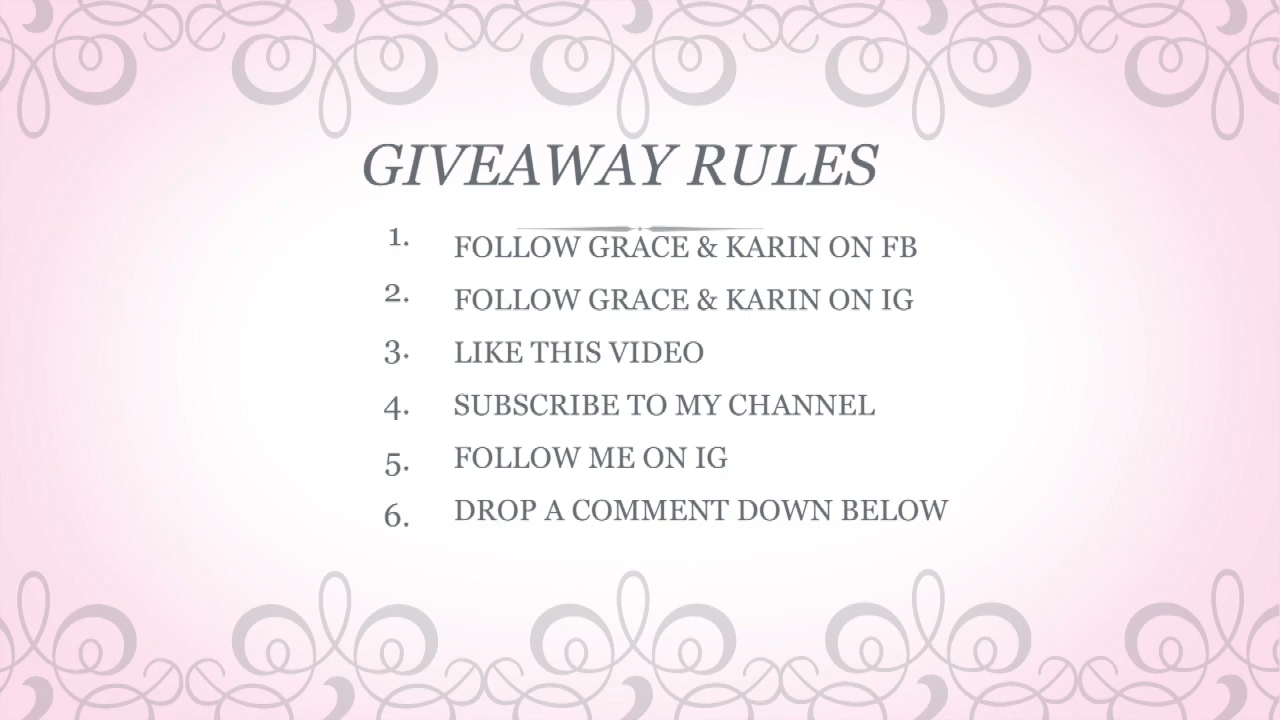 GIVEAWAY RULES
1. FOLLOW GRACE & KARIN ON FB
2. FOLLOW GRACE & KARIN ON IG
3. LIKE THIS VIDEO
4. SUBSCRIBE TO MY CHANNEL
5. FOLLOW ME ON IG
6. DROP A COMMENT DOWN BELOW